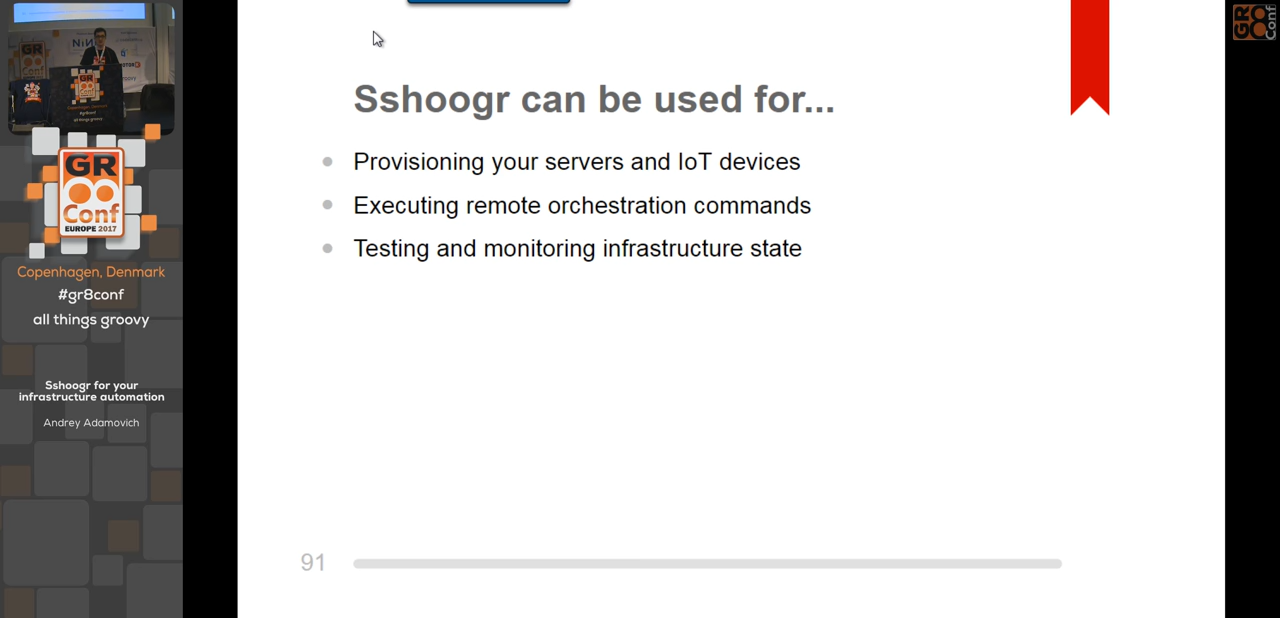 GR
Conf
EUROPE 2017
Copenhagen, Denmark
#gr8conf
all things groovy
Sshoogr for your
infrastructure automation
Andrey Adamovich
Sshoogr can be used for...
Provisioning your servers and IoT devices
Executing remote orchestration commands
Testing and monitoring infrastructure state
91
GR
Conf